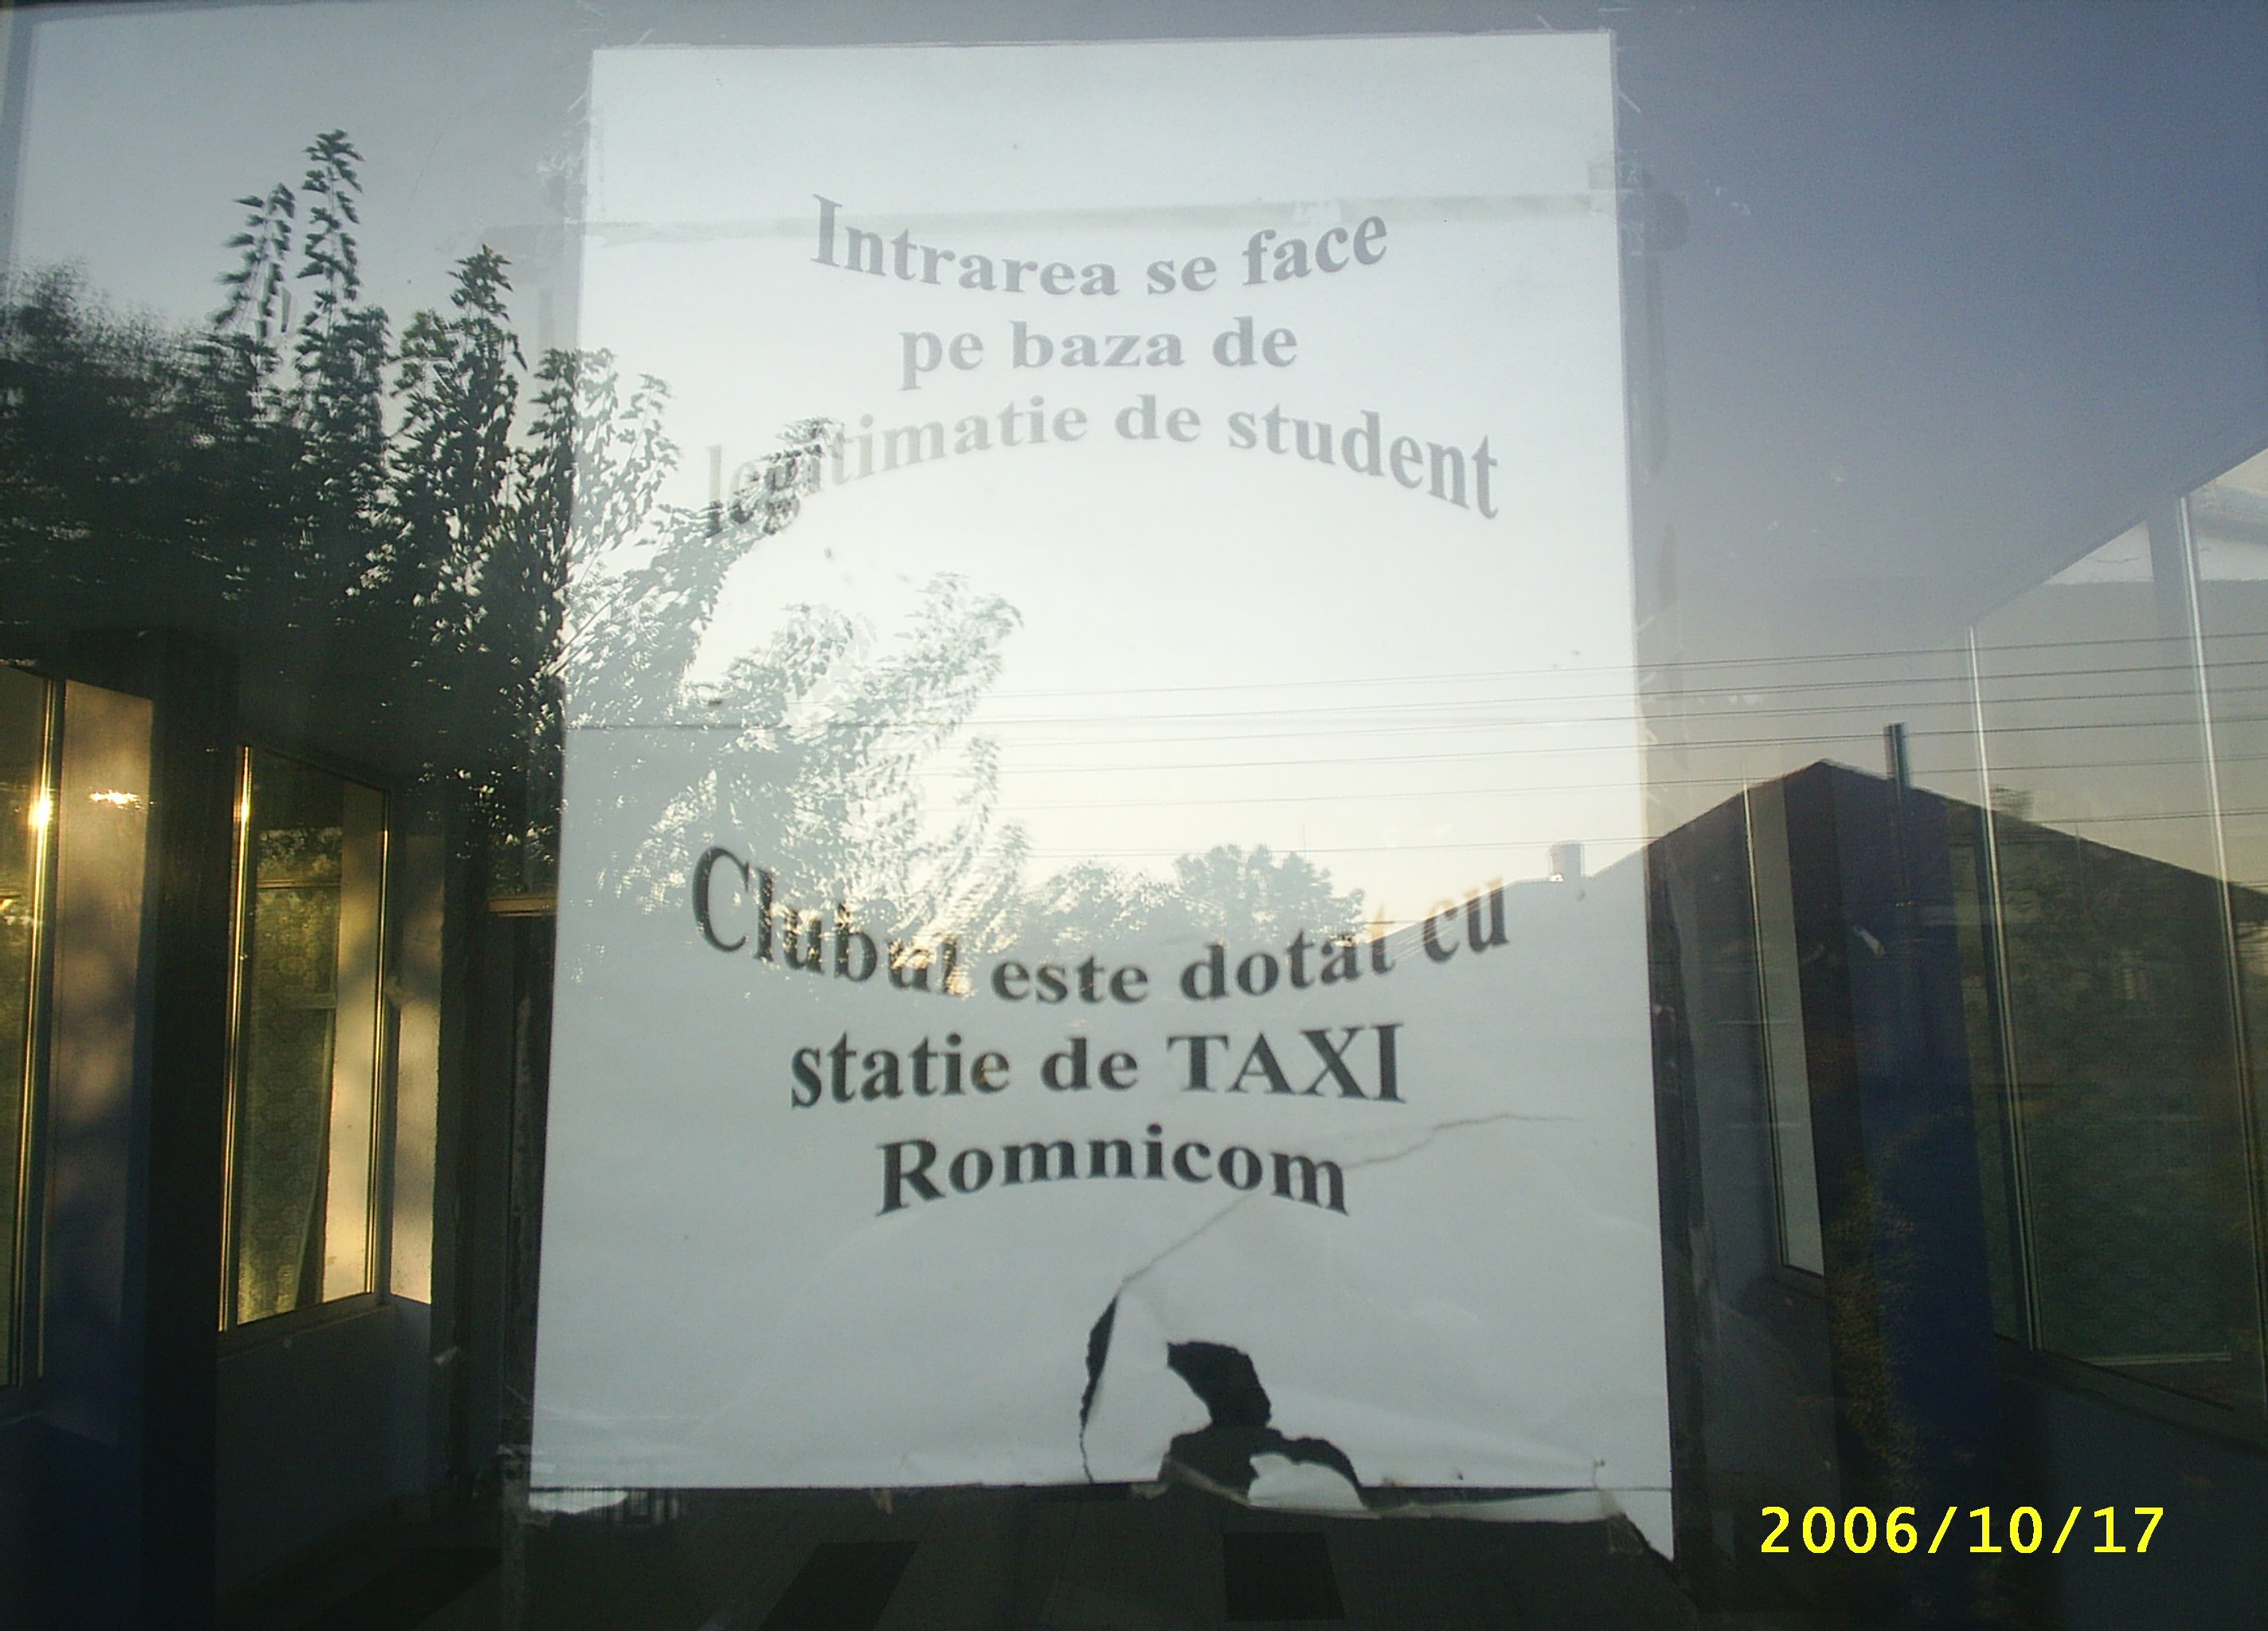 Intrarea se face
pe baza de
legitimatie de student
Clubul este dotat cu
statie de TAXI
Romnicom
2006/10/17